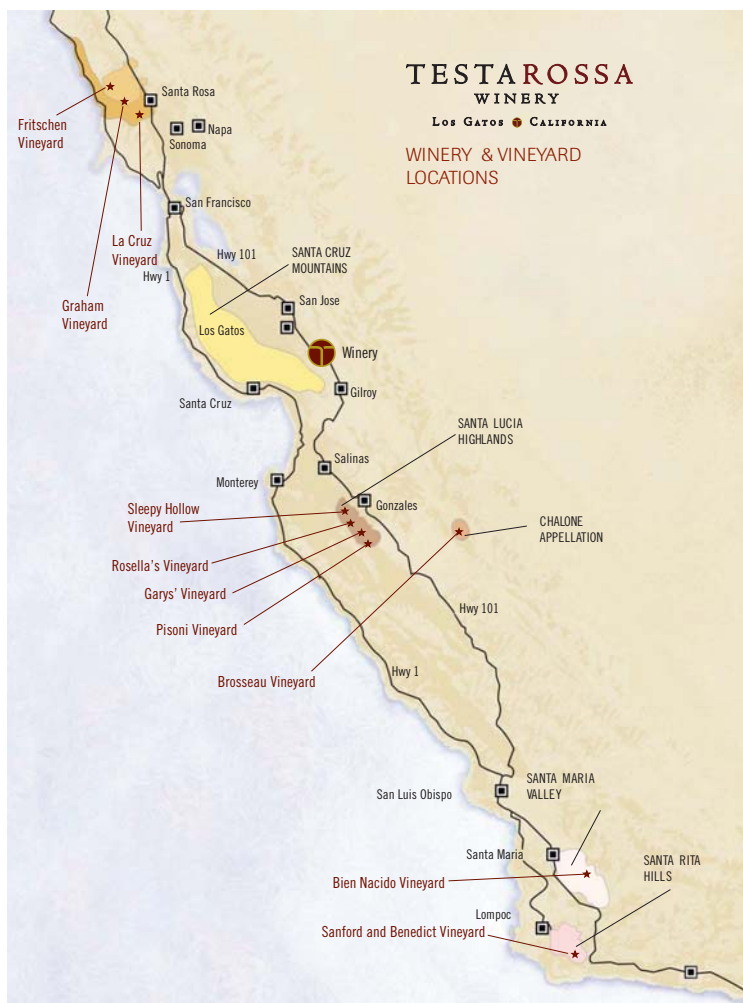 TESTAROSSA
WINERY
Los Gatos California
WINERY & VINEYARD
LOCATIONS
Santa Rosa
Fritschen
Vineyard
Napa
Sonoma
San Francisco
La Cruz
Vineyard
Hwy 101
SANTA CRUZ
MOUNTAINS
Hwy 1
Graham
Vineyard
San Jose
Los Gatos
Winery
Gilroy
Santa Cruz
SANTA LUCIA
HIGHLANDS
Salinas
Monterey
Sleepy Hollow
Vineyard
Gonzales
CHALONE
APPELLATION
Rosella's Vineyard
Garys' Vineyard
Hwy 101
Pisoni Vineyard
Hwy 1
Brosseau Vineyard
SANTA MARIA
VALLEY
San Luis Obispo
Santa Maria
SANTA RITA
HILLS
Bien Nacido Vineyard
Lompoc
Sanford and Benedict Vineyard